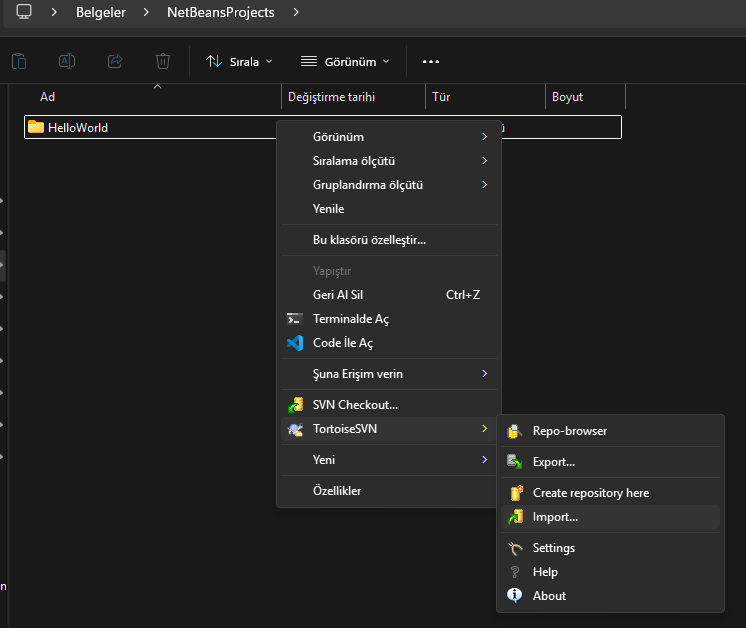 Belgeler NetBeansProjects
Sırala Görünüm
Ad Değiştirme tarihi Tür Boyut
HelloWorld
Görünüm
Sıralama ölçütü
Gruplandırma ölçütü
Yenile
Bu klasörü özelleştir...
Yapıştır
Geri Al Sil Ctrl+Z
Terminalde Aç
Code İle Aç
Şuna Erişim verin
SVN Checkout...
TortoiseSVN
Yeni
Özellikler
Repo-browser
Export...
Create repository here
Import...
Settings
Help
About